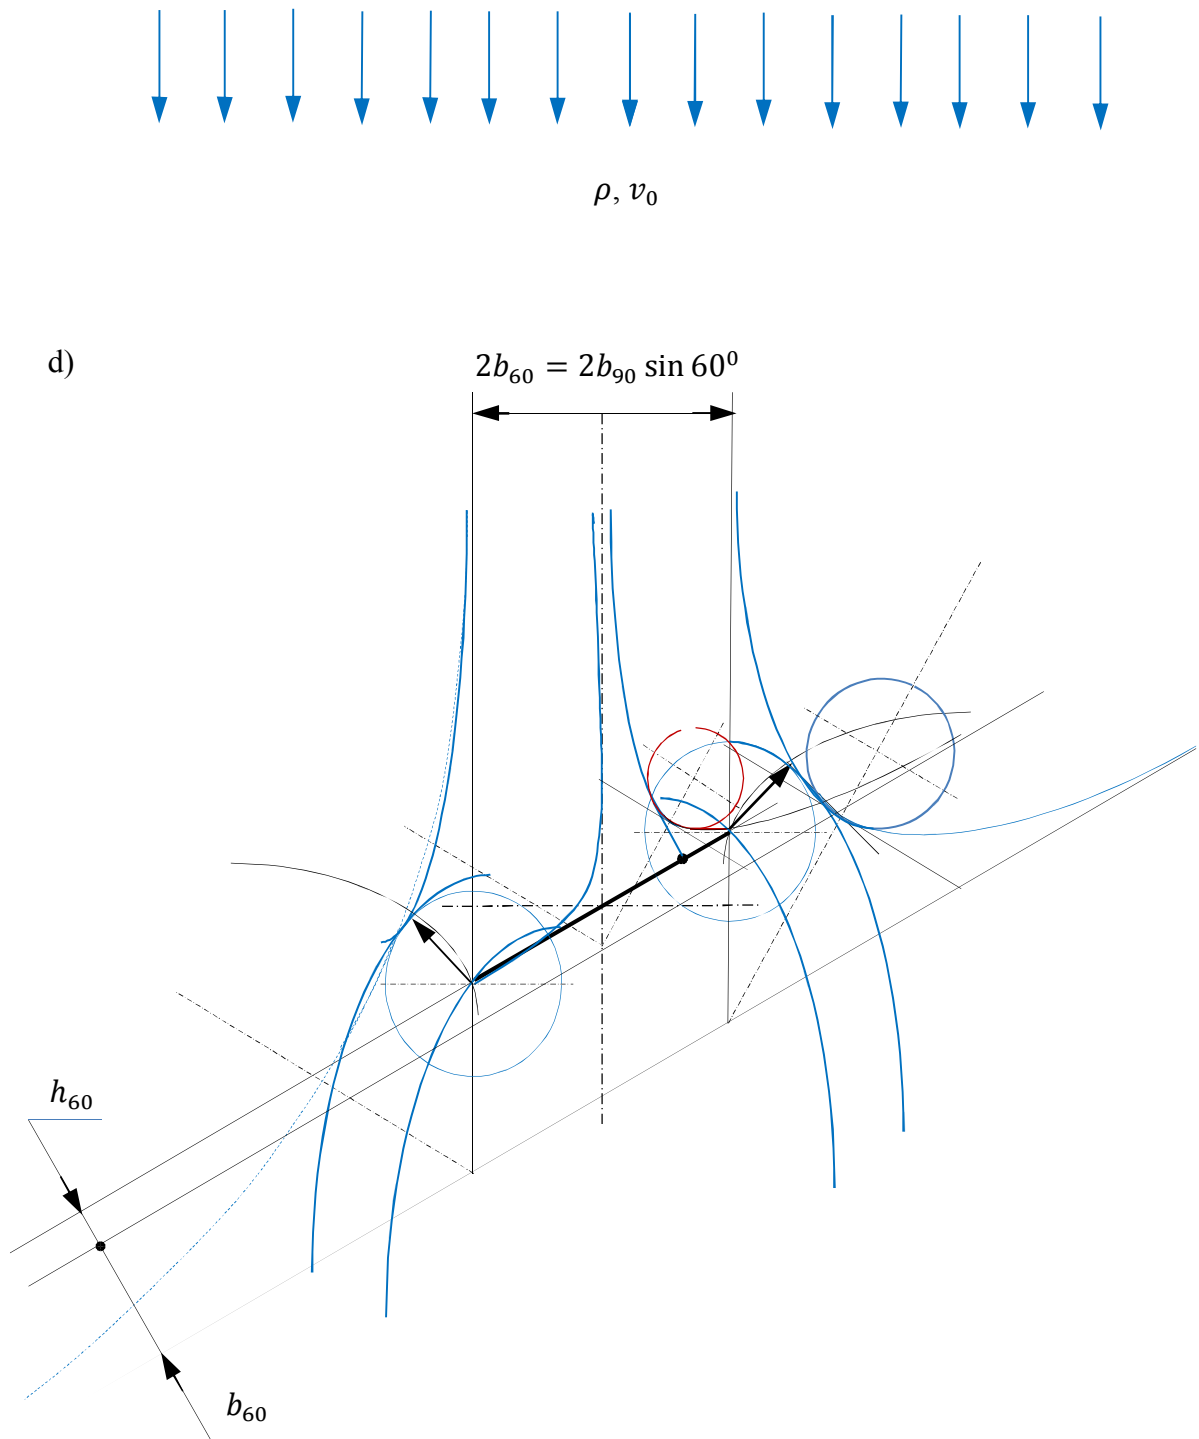 ρ, v₀
d)
2b₆₀ = 2b₉₀ sin 60⁰
h₆₀
b₆₀